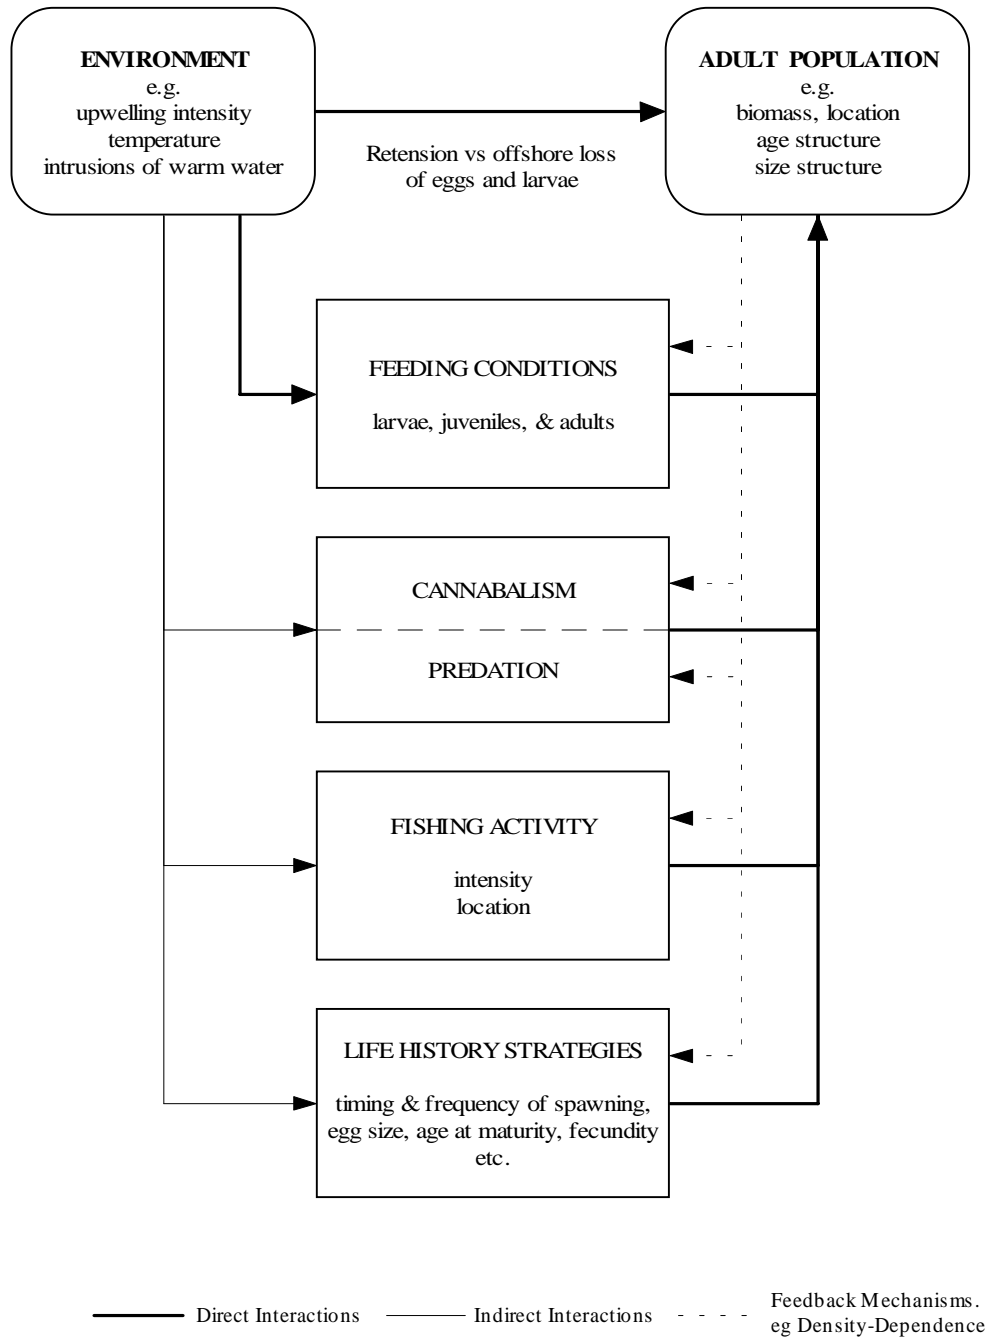 ENVIRONMENT
e.g.
upwelling intensity
temperature
intrusions of warm water
ADULT POPULATION
e.g.
biomass, location
age structure
size structure
Retension vs offshore loss
of eggs and larvae
FEEDING CONDITIONS
larvae, juveniles, & adults
CANNABALISM
PREDATION
FISHING ACTIVITY
intensity
location
LIFE HISTORY STRATEGIES
timing & frequency of spawning,
egg size, age at maturity, fecundity
etc.
Direct Interactions
Indirect Interactions
Feedback Mechanisms.
eg Density-Dependence